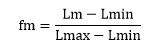 fm = (Lm − Lmin) / (Lmax − Lmin)